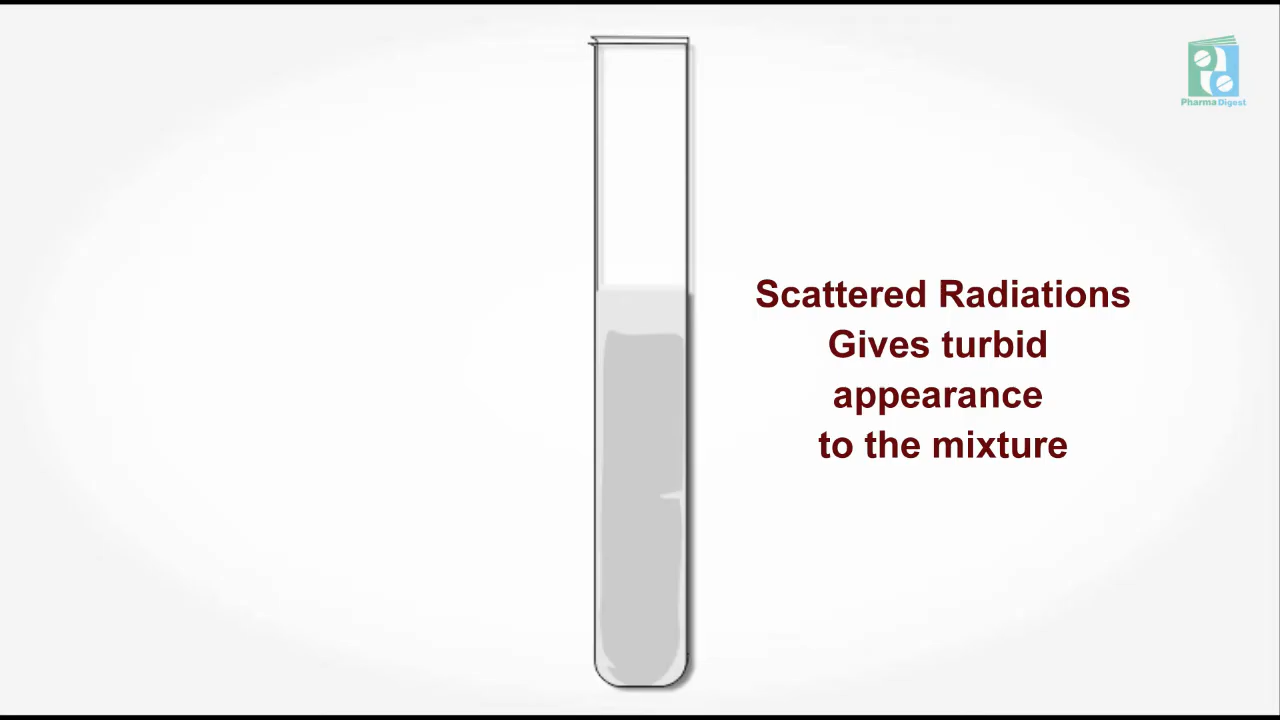 Pharma Digest
Scattered Radiations
Gives turbid
appearance
to the mixture